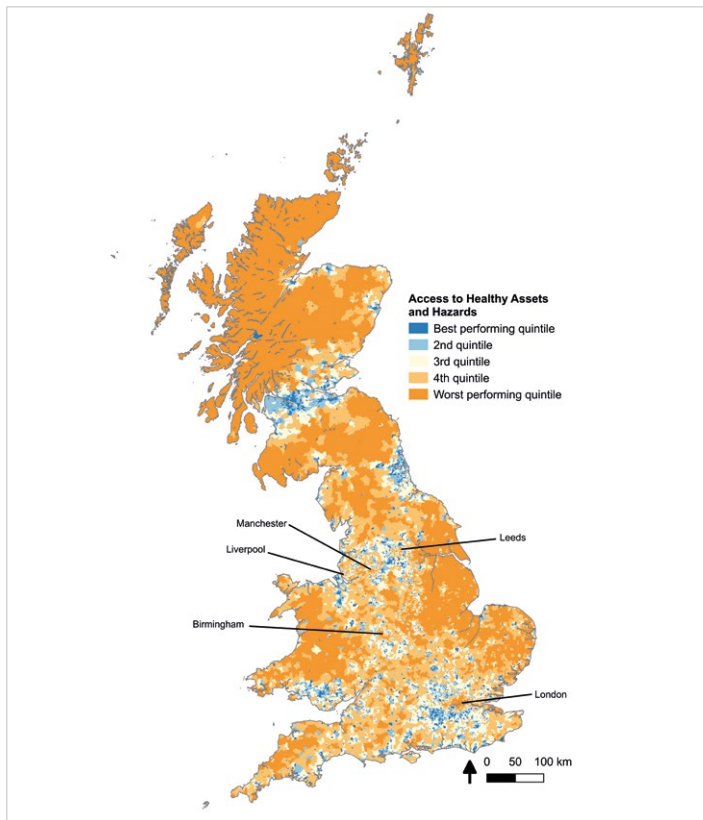 Access to Healthy Assets
and Hazards
Best performing quintile
2nd quintile
3rd quintile
4th quintile
Worst performing quintile
Manchester
Leeds
Liverpool
Birmingham
London
0 50 100 km